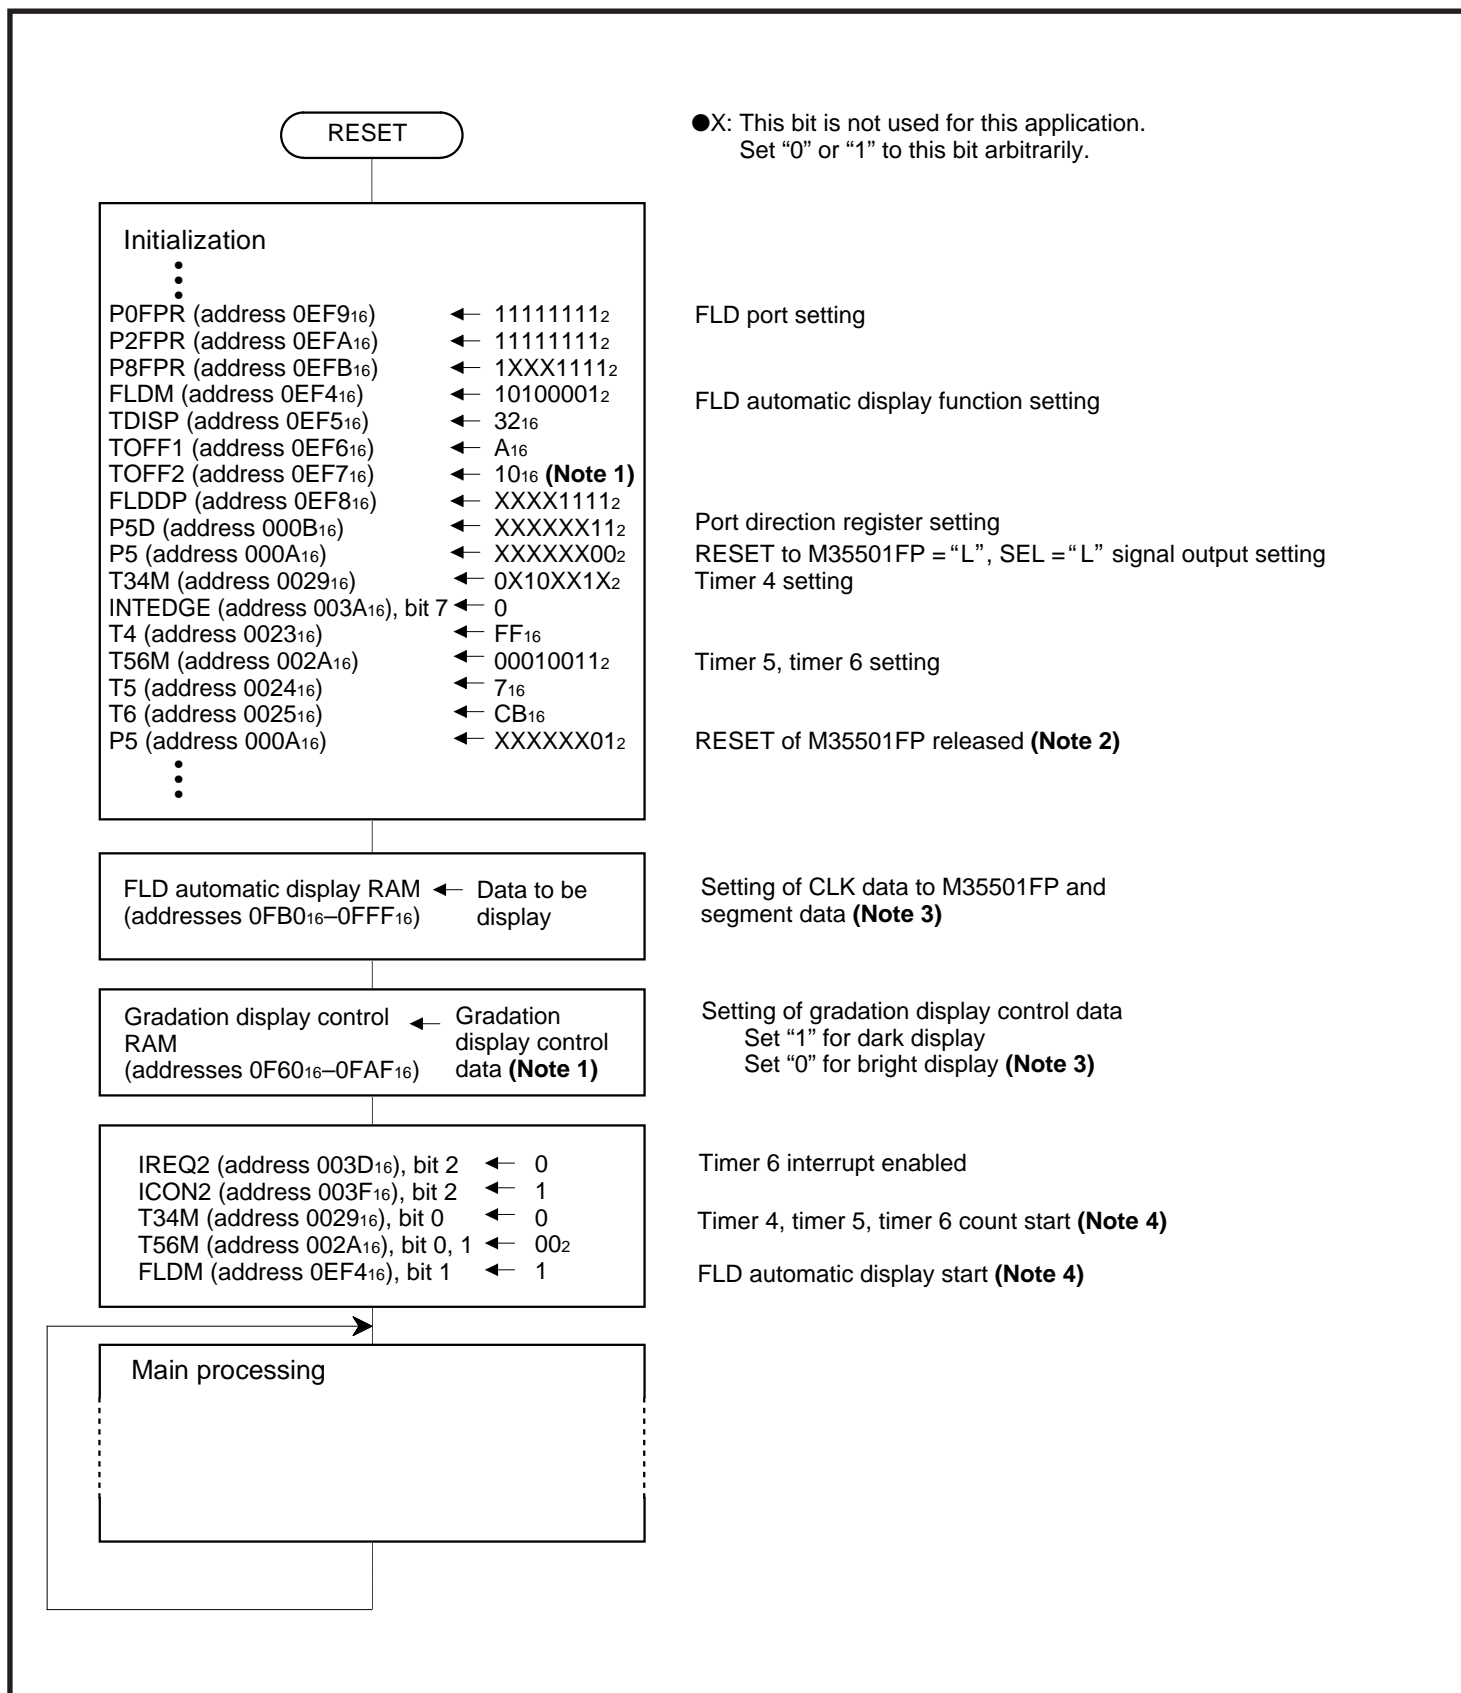 RESET
●X: This bit is not used for this application.
Set “0” or “1” to this bit arbitrarily.
Initialization
P0FPR (address 0EF916) ← 111111112 FLD port setting
P2FPR (address 0EFA16) ← 111111112
P8FPR (address 0EFB16) ← 1XXX11112
FLDM (address 0EF416) ← 101000012 FLD automatic display function setting
TDISP (address 0EF516) ← 3216
TOFF1 (address 0EF616) ← A16
TOFF2 (address 0EF716) ← 1016 (Note 1)
FLDDP (address 0EF816) ← XXXX11112
P5D (address 000B16) ← XXXXXX112 Port direction register setting
P5 (address 000A16) ← XXXXXX002 RESET to M35501FP = “L”, SEL = “L” signal output setting
T34M (address 002916) ← 0X10XX1X2 Timer 4 setting
INTEDGE (address 003A16), bit 7 ← 0
T4 (address 002316) ← FF16
T56M (address 002A16) ← 000100112 Timer 5, timer 6 setting
T5 (address 002416) ← 716
T6 (address 002516) ← CB16
P5 (address 000A16) ← XXXXXX012 RESET of M35501FP released (Note 2)
FLD automatic display RAM ← Data to be Setting of CLK data to M35501FP and
(addresses 0FB016–0FFF16) display segment data (Note 3)
Gradation display control ← Gradation Setting of gradation display control data
RAM display control Set “1” for dark display
(addresses 0F6016–0FAF16) data (Note 1) Set “0” for bright display (Note 3)
IREQ2 (address 003D16), bit 2 ← 0 Timer 6 interrupt enabled
ICON2 (address 003F16), bit 2 ← 1
T34M (address 002916), bit 0 ← 0 Timer 4, timer 5, timer 6 count start (Note 4)
T56M (address 002A16), bit 0, 1 ← 002
FLDM (address 0EF416), bit 1 ← 1 FLD automatic display start (Note 4)
Main processing